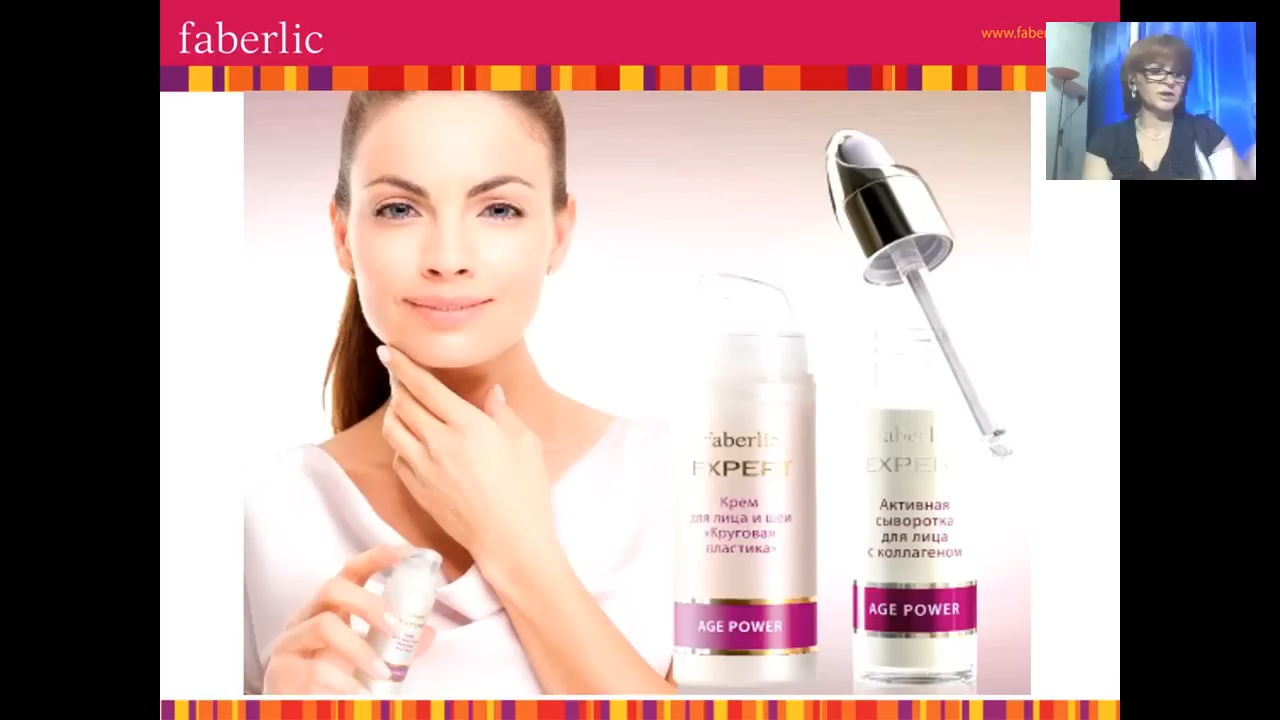 faberlic
www.faber
faberlic
EXPERT
Крем
для лица и шеи
«Круговая
пластика»
AGE POWER
faberl
EXPER
Активная
сыворотка
для лица
с коллагеном
AGE POWER